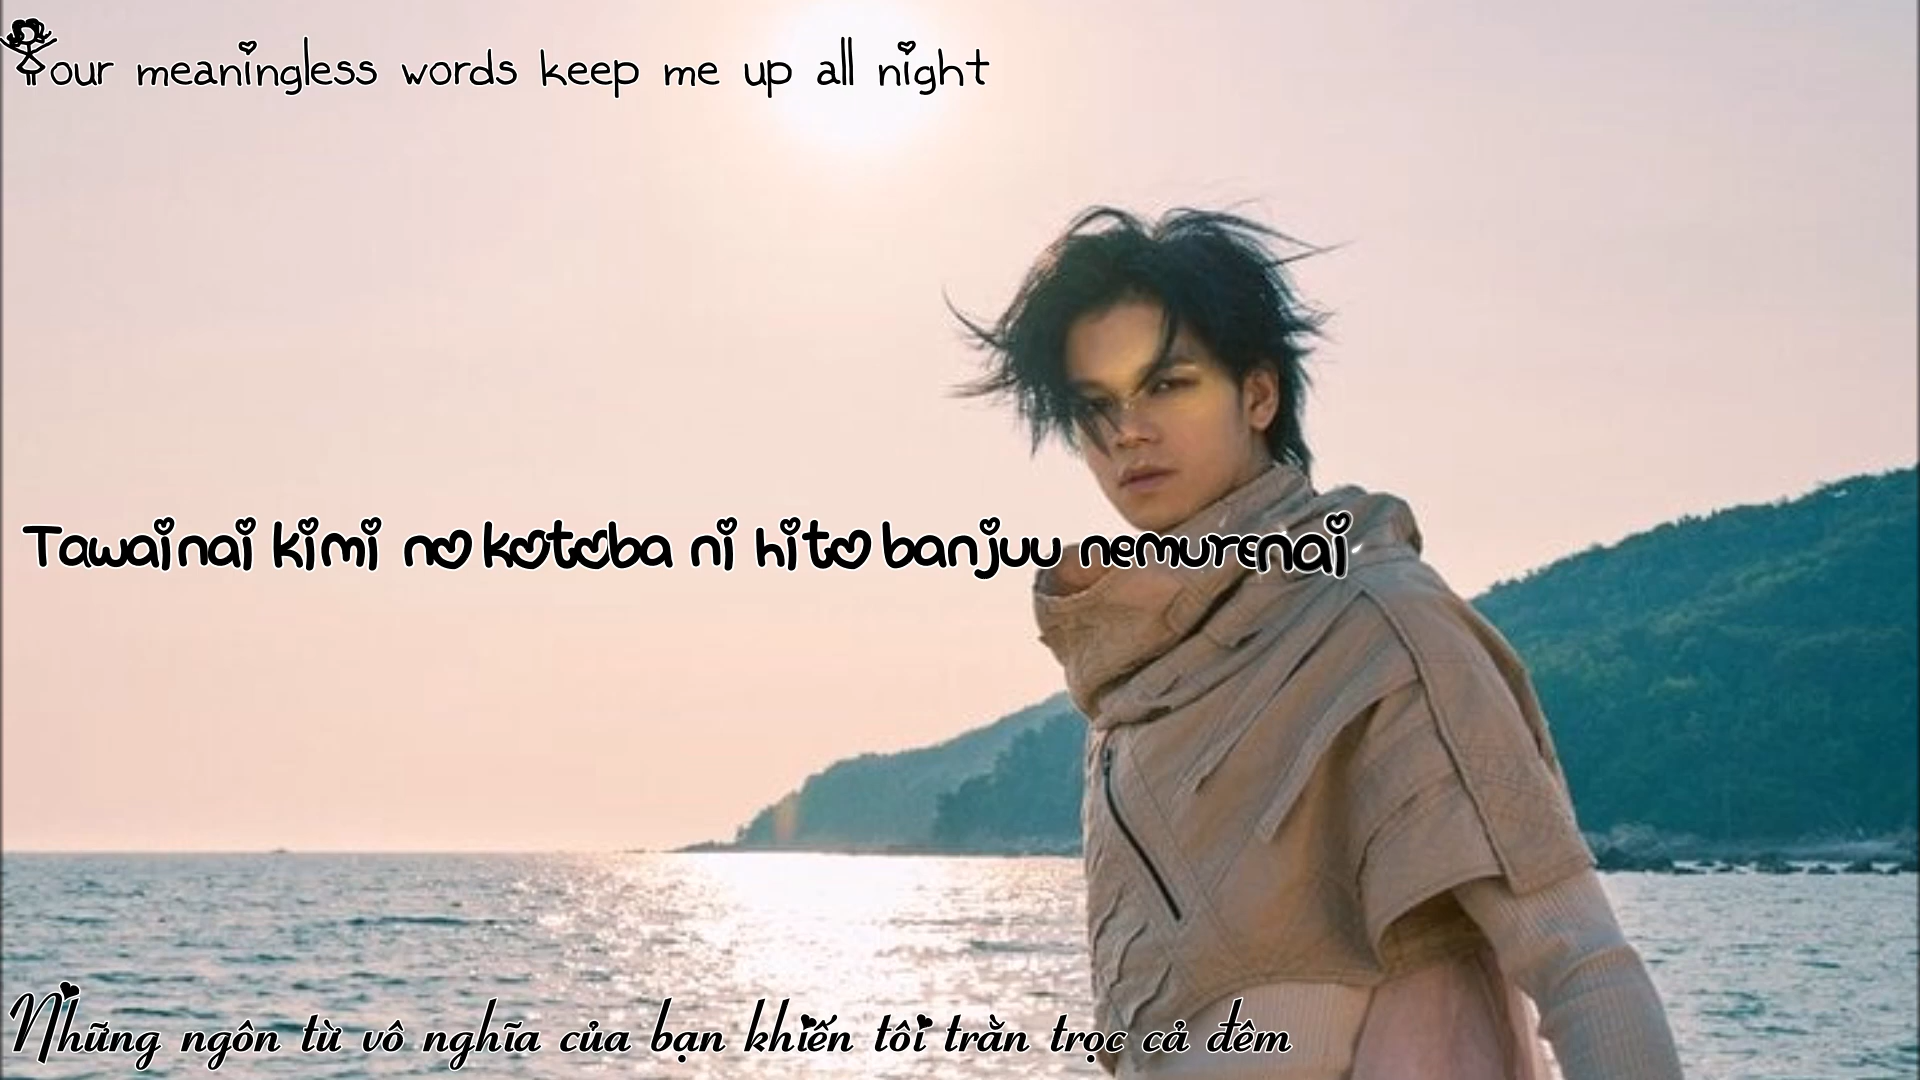 Your meaningless words keep me up all night
Tawainai kimi no kotoba ni hito banjuu nemurenai
Những ngôn từ vô nghĩa của bạn khiến tôi trằn trọc cả đêm